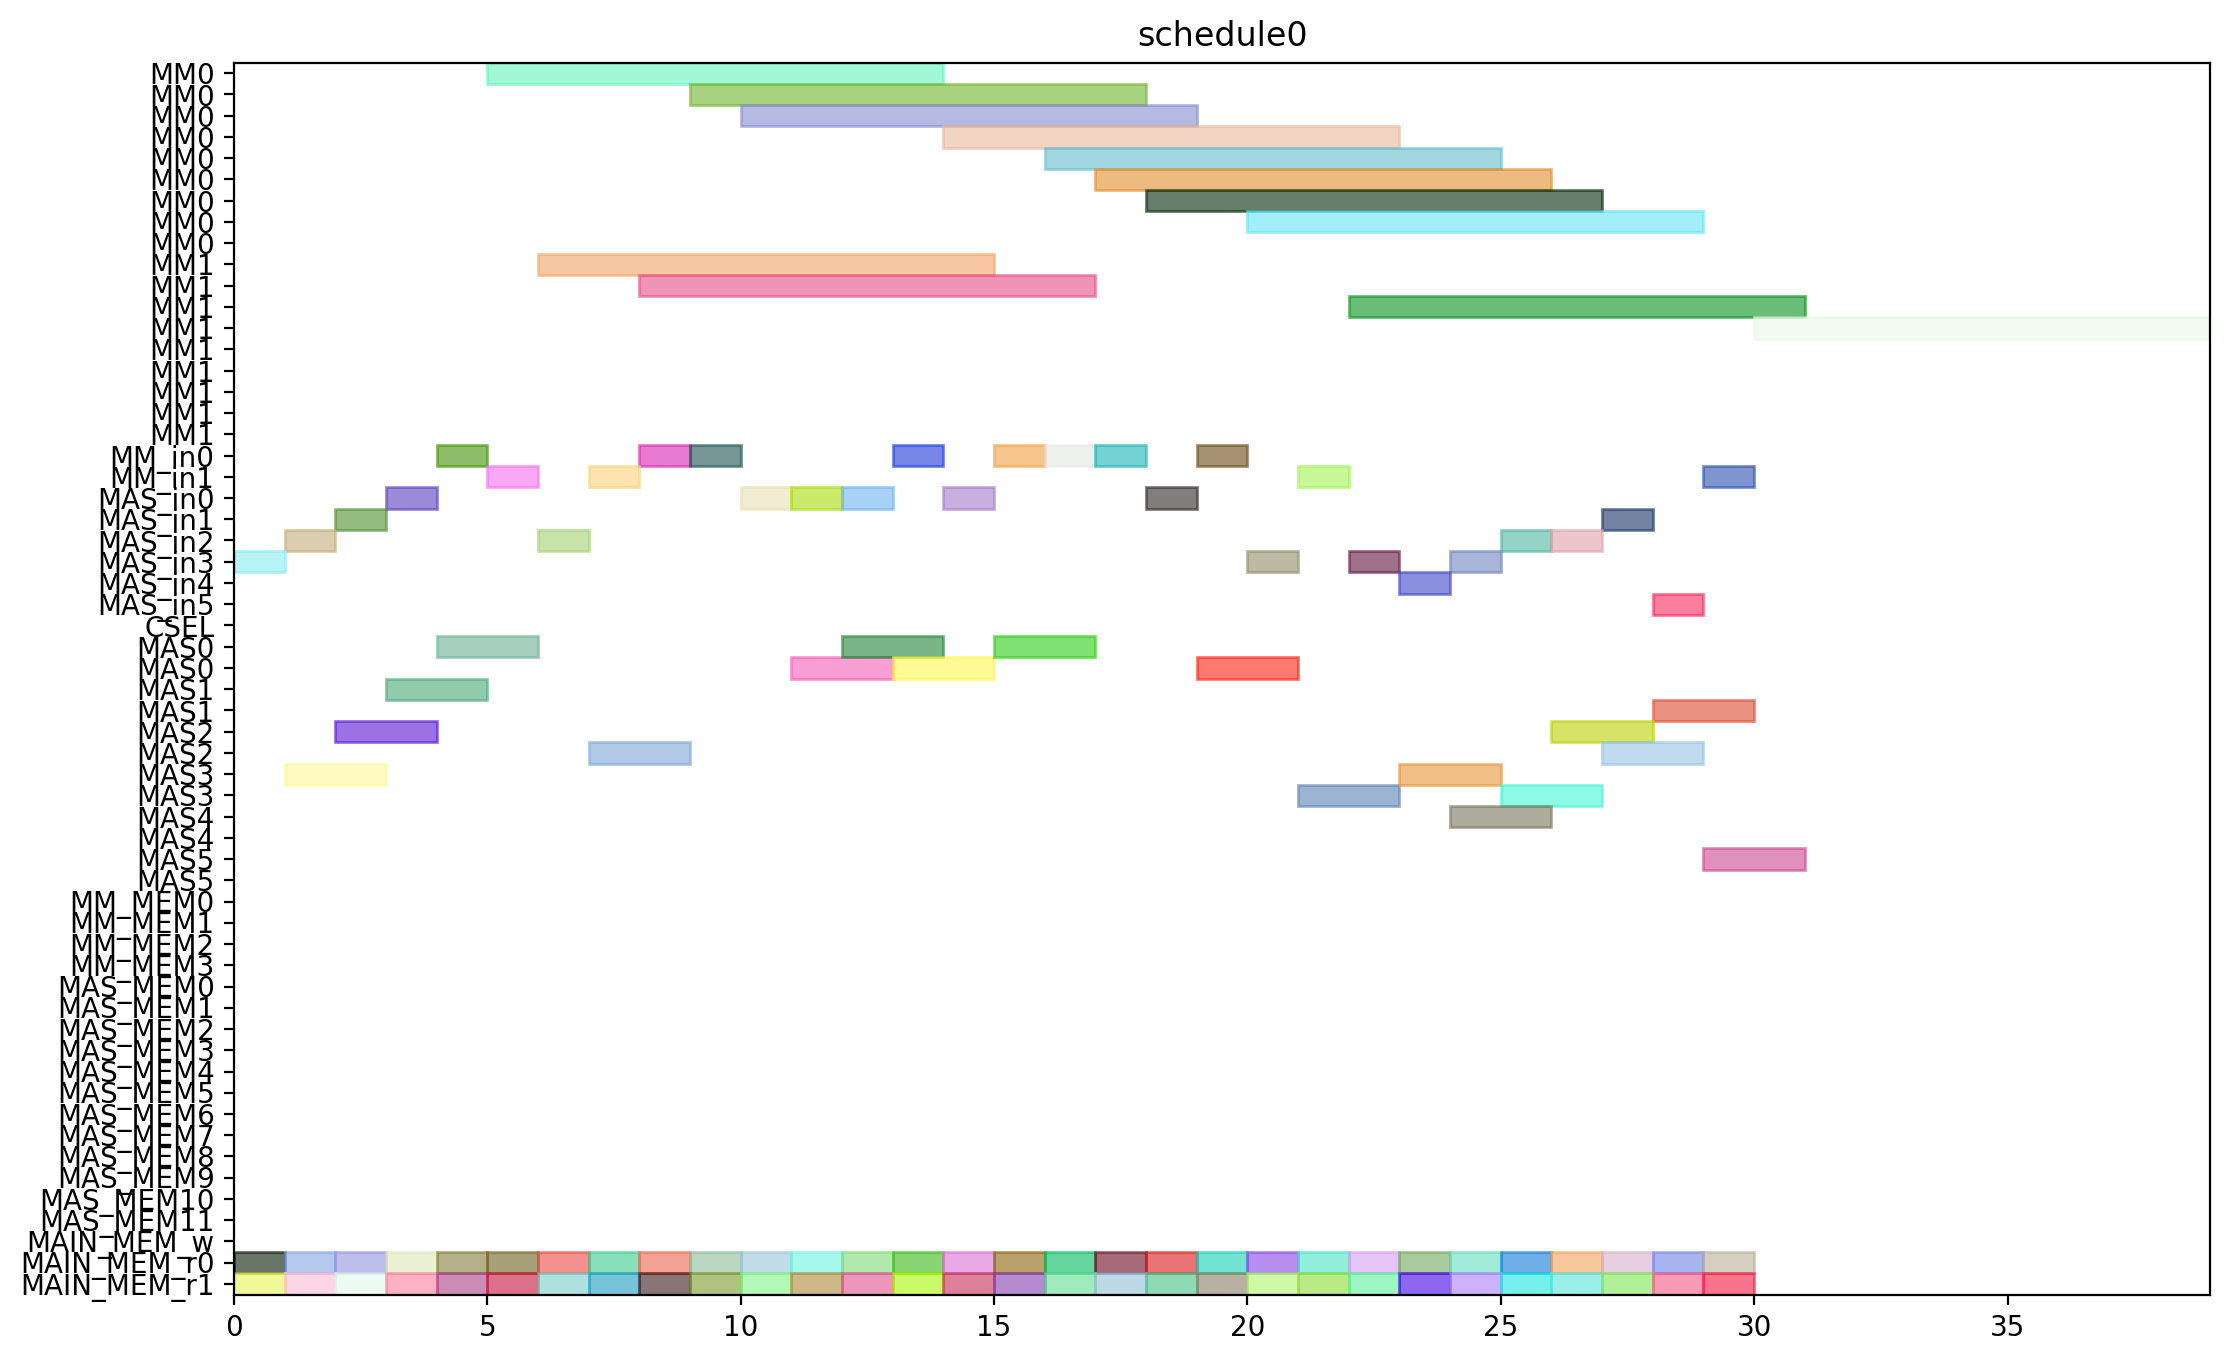 schedule0
MM0
MM0
MM0
MM0
MM0
MM0
MM0
MM0
MM0
MM1
MM1
MM1
MM1
MM1
MM1
MM1
MM1
MM1
MM_in0
MM_in1
MAS_in0
MAS_in1
MAS_in2
MAS_in3
MAS_in4
MAS_in5
CSEL
MAS0
MAS0
MAS1
MAS1
MAS2
MAS2
MAS3
MAS3
MAS4
MAS4
MAS5
MAS5
MM_MEM0
MM_MEM1
MM_MEM2
MM_MEM3
MAS_MEM0
MAS_MEM1
MAS_MEM2
MAS_MEM3
MAS_MEM4
MAS_MEM5
MAS_MEM6
MAS_MEM7
MAS_MEM8
MAS_MEM9
MAS_MEM10
MAS_MEM11
MAIN_MEM_w
MAIN_MEM_r0
MAIN_MEM_r1
0 5 10 15 20 25 30 35